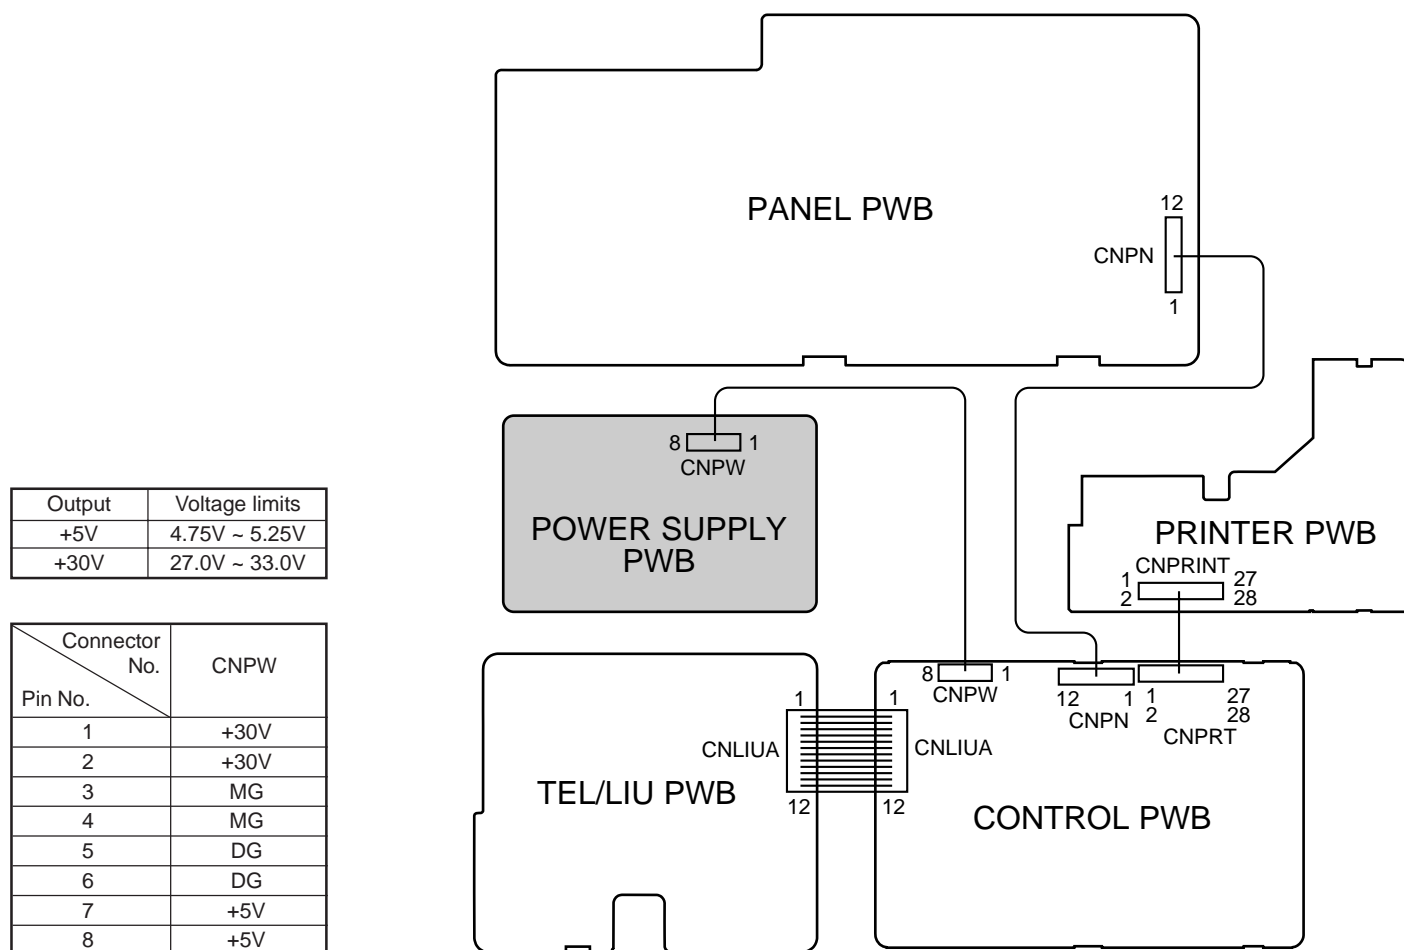 PANEL PWB
12
CNPN
1
8 1
CNPW
POWER SUPPLY
PWB
Output Voltage limits
+5V 4.75V ~ 5.25V
+30V 27.0V ~ 33.0V
PRINTER PWB
CNPRINT
1 27
2 28
Connector
No.
CNPW
Pin No.
1 +30V
2 +30V
3 MG
4 MG
5 DG
6 DG
7 +5V
8 +5V
TEL/LIU PWB
1 1
CNLIUA CNLIUA
12 12
8 1
CNPW
12 1
CNPN
1 27
2 28
CNPRT
CONTROL PWB